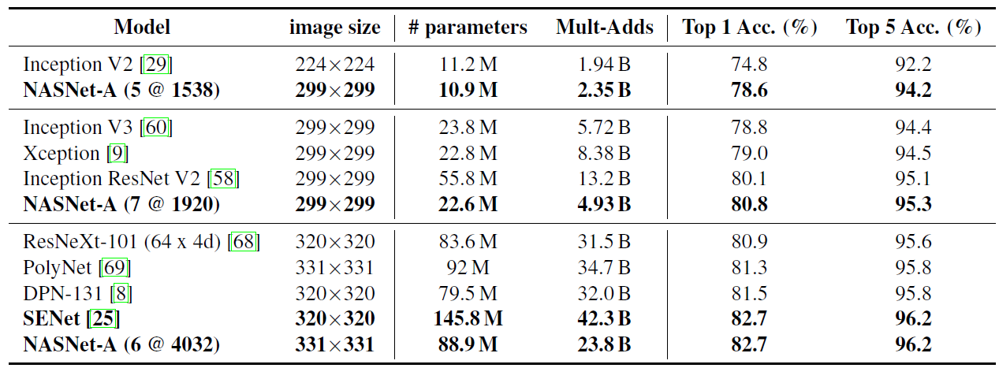 Model image size # parameters Mult-Adds Top 1 Acc. (%) Top 5 Acc. (%)
Inception V2 [29] 224×224 11.2 M 1.94 B 74.8 92.2
NASNet-A (5 @ 1538) 299×299 10.9 M 2.35 B 78.6 94.2
Inception V3 [60] 299×299 23.8 M 5.72 B 78.8 94.4
Xception [9] 299×299 22.8 M 8.38 B 79.0 94.5
Inception ResNet V2 [58] 299×299 55.8 M 13.2 B 80.1 95.1
NASNet-A (7 @ 1920) 299×299 22.6 M 4.93 B 80.8 95.3
ResNeXt-101 (64 x 4d) [68] 320×320 83.6 M 31.5 B 80.9 95.6
PolyNet [69] 331×331 92 M 34.7 B 81.3 95.8
DPN-131 [8] 320×320 79.5 M 32.0 B 81.5 95.8
SENet [25] 320×320 145.8 M 42.3 B 82.7 96.2
NASNet-A (6 @ 4032) 331×331 88.9 M 23.8 B 82.7 96.2